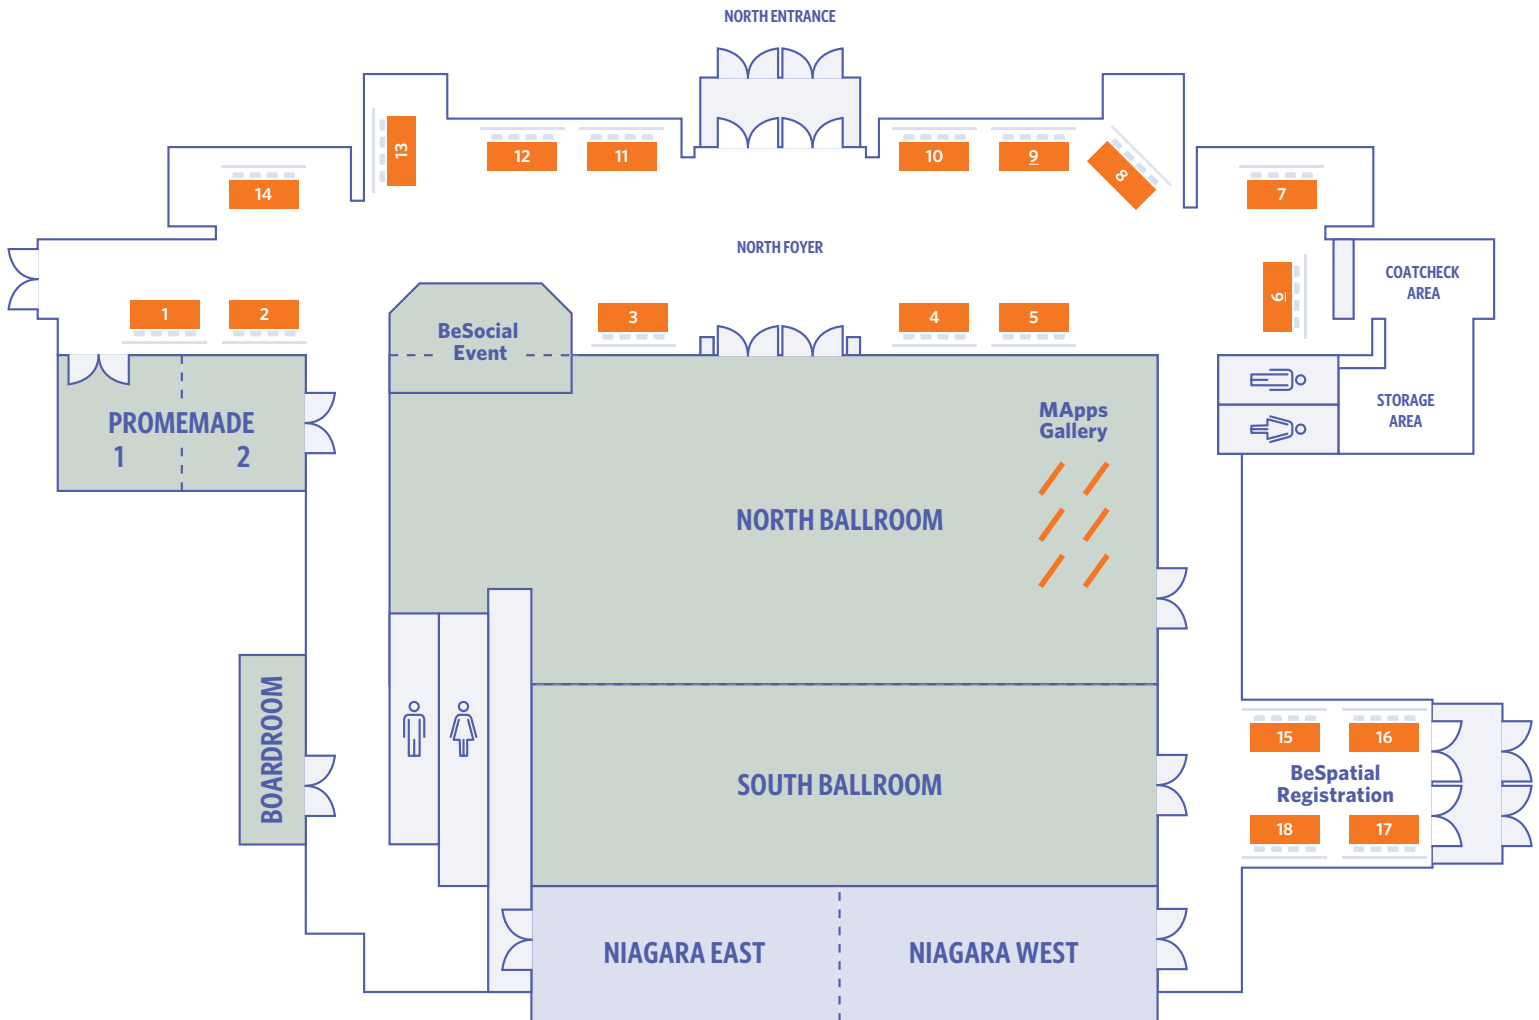 NORTH ENTRANCE
13
12
11
10
9
8
14
7
NORTH FOYER
COATCHECK
AREA
6
1
2
3
4
5
BeSocial
Event
PROMEMADE
1
2
MApps
Gallery
STORAGE
AREA
NORTH BALLROOM
BOARDROOM
SOUTH BALLROOM
15
16
BeSpatial
Registration
18
17
NIAGARA EAST
NIAGARA WEST